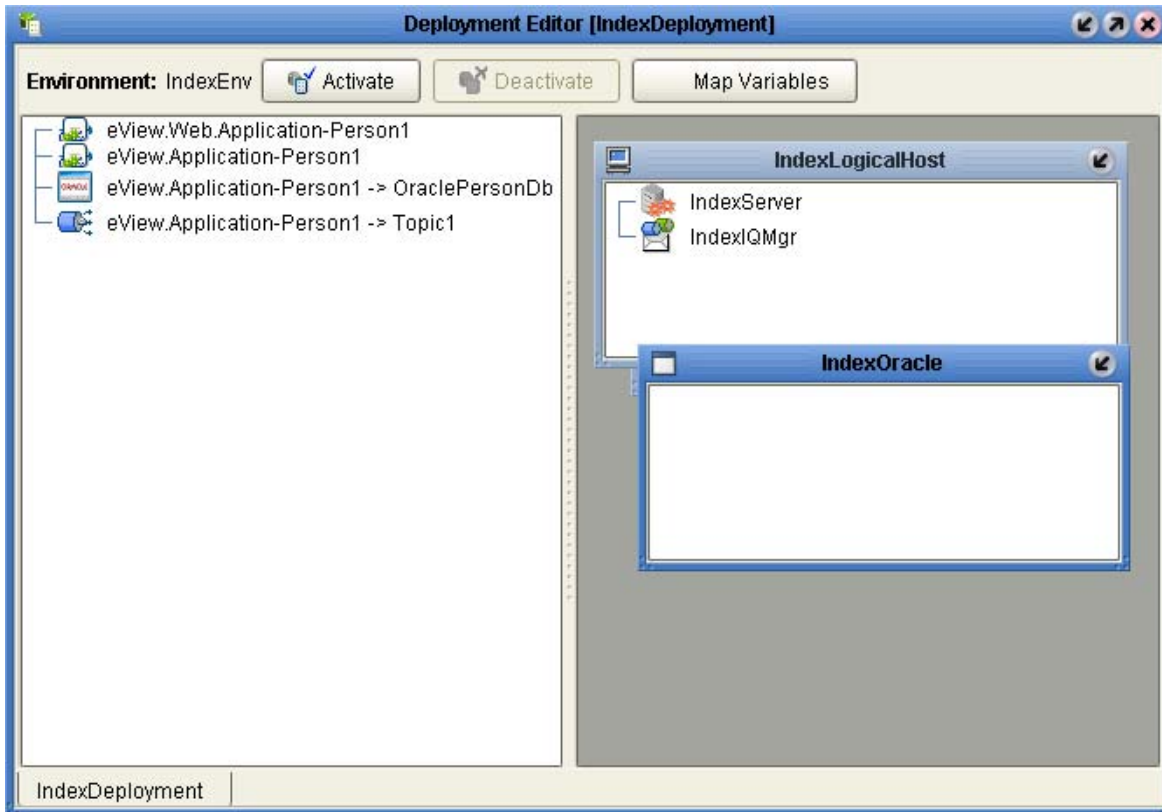 Deployment Editor [IndexDeployment]
Environment: IndexEnv Activate Deactivate Map Variables
eView.Web.Application-Person1
eView.Application-Person1
ORACLE eView.Application-Person1 -> OraclePersonDb
eView.Application-Person1 -> Topic1
IndexLogicalHost
IndexServer
IndexIQMgr
IndexOracle
IndexDeployment